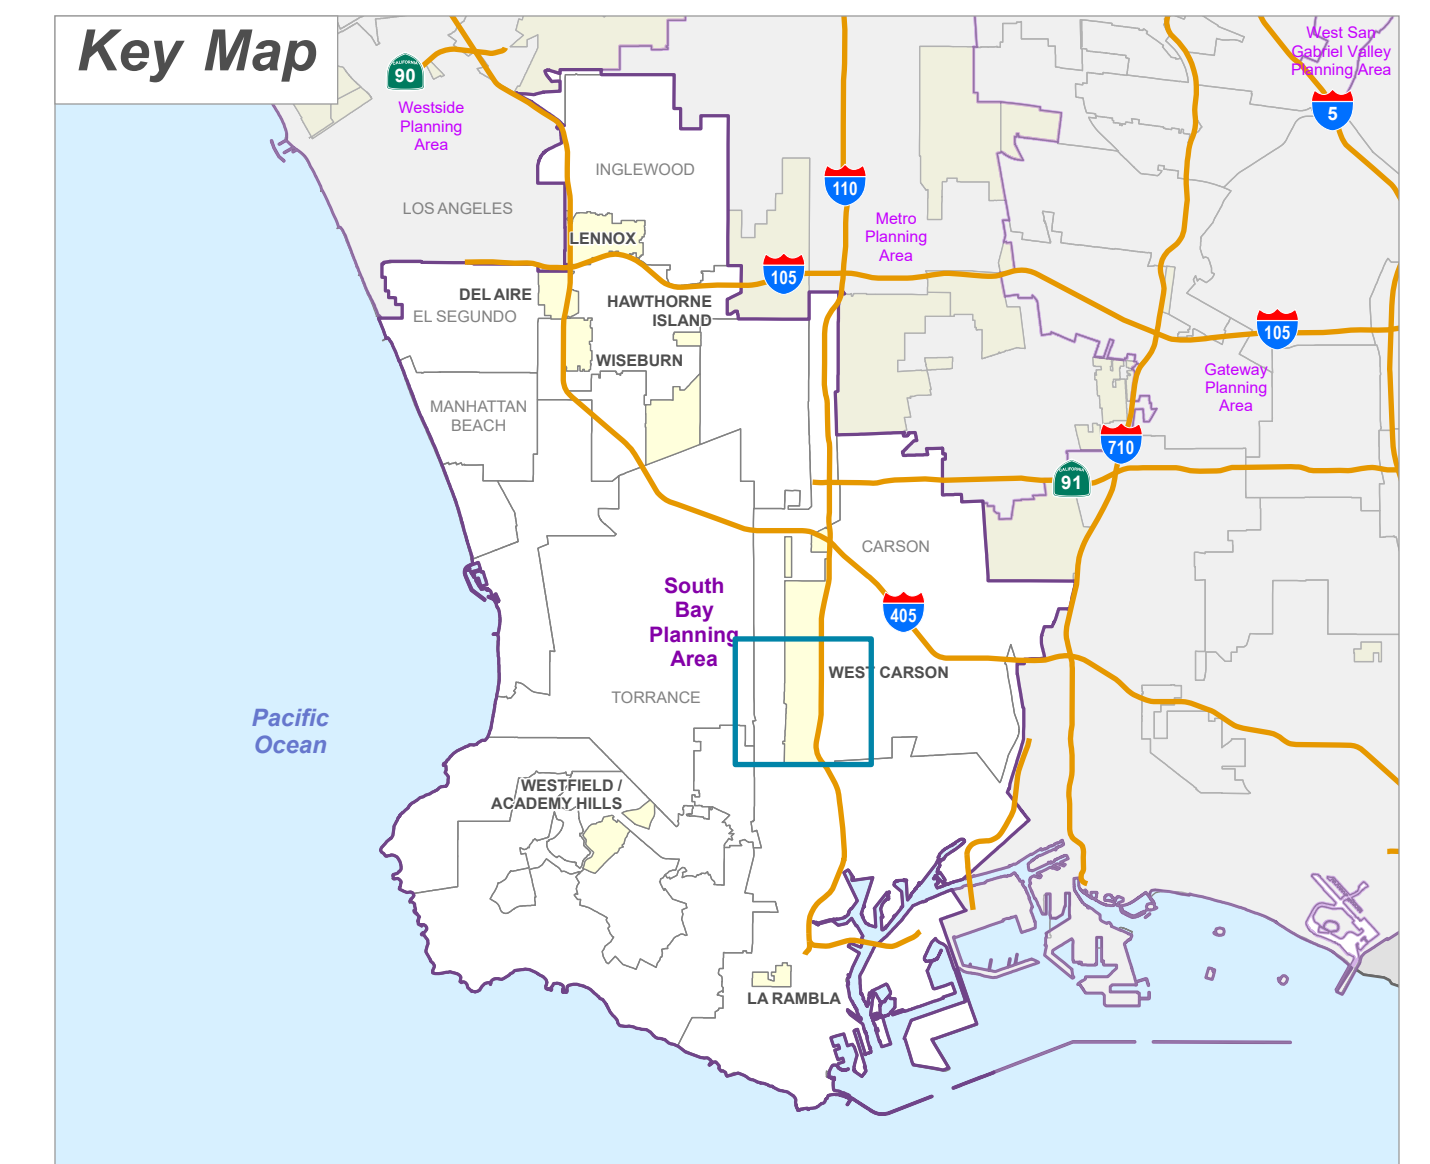 Key Map
CALIFORNIA
90
Westside
Planning
Area
West San
Gabriel Valley
Planning Area
5
INGLEWOOD
110
LOS ANGELES
Metro
Planning
Area
LENNOX
105
DEL AIRE
EL SEGUNDO
HAWTHORNE
ISLAND
105
WISEBURN
Gateway
Planning
Area
MANHATTAN
BEACH
710
CALIFORNIA
91
CARSON
South
Bay
Planning
Area
405
WEST CARSON
TORRANCE
Pacific
Ocean
WESTFIELD /
ACADEMY HILLS
LA RAMBLA